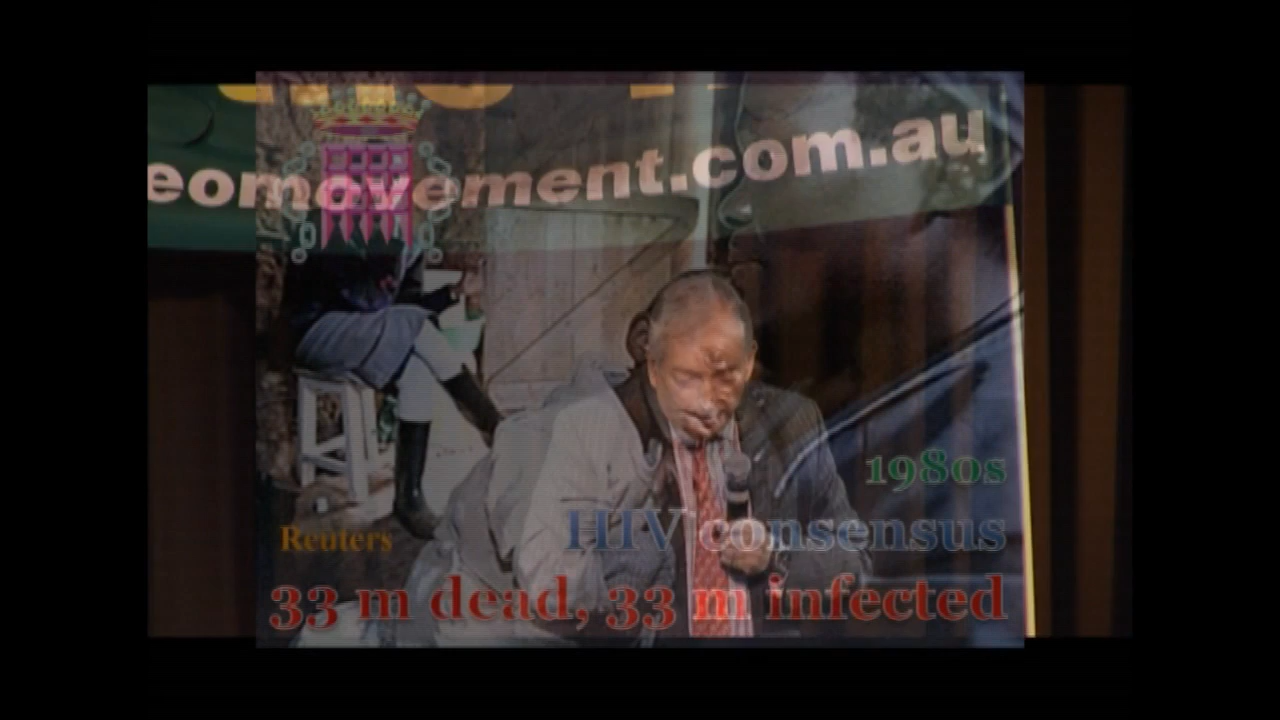 eomovement.com.au
1980s
HIV consensus
Reuters
33 m dead, 33 m infected